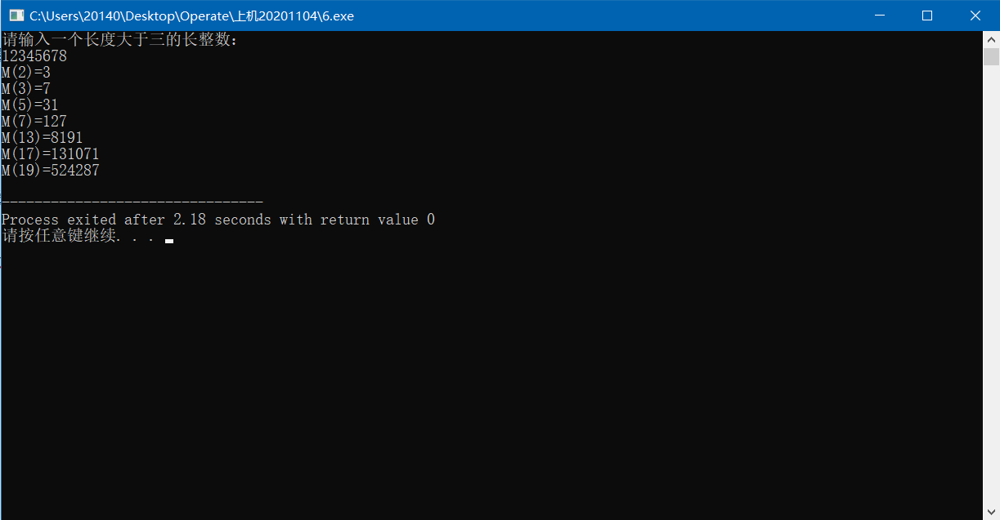 C:\Users\20140\Desktop\Operate\上机20201104\6.exe
请输入一个长度大于三的长整数：
12345678
M(2)=3
M(3)=7
M(5)=31
M(7)=127
M(13)=8191
M(17)=131071
M(19)=524287
--------------------------------
Process exited after 2.18 seconds with return value 0
请按任意键继续. . .